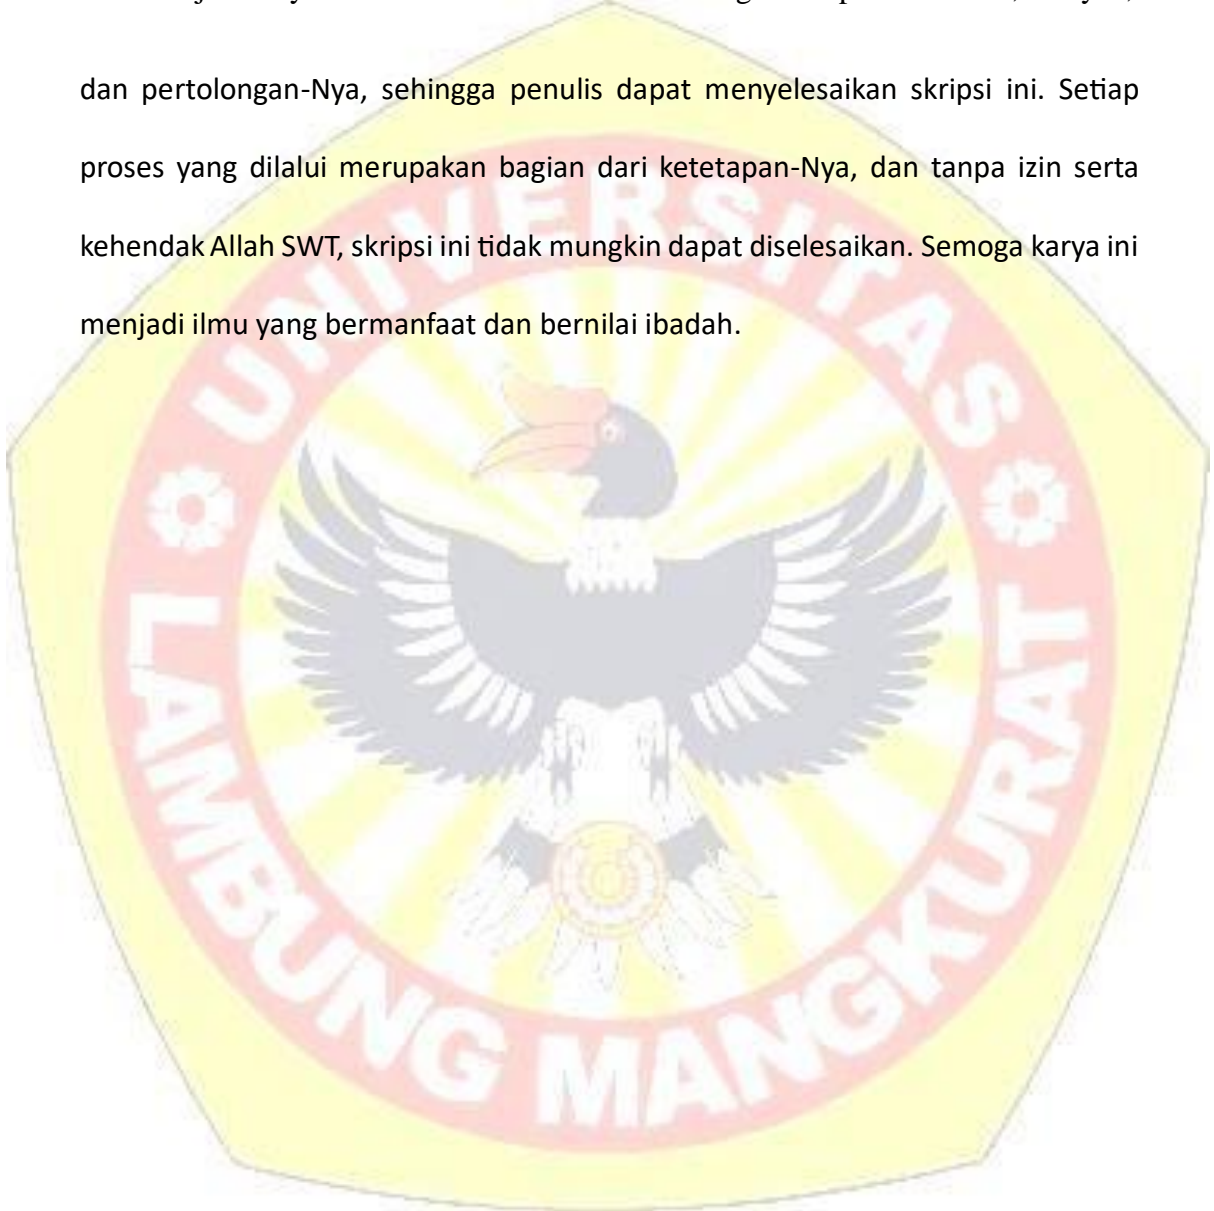 dan pertolongan-Nya, sehingga penulis dapat menyelesaikan skripsi ini. Setiap
proses yang dilalui merupakan bagian dari ketetapan-Nya, dan tanpa izin serta
kehendak Allah SWT, skripsi ini tidak mungkin dapat diselesaikan. Semoga karya ini
menjadi ilmu yang bermanfaat dan bernilai ibadah.
UNIVERSITAS
LAMBUNG MANGKURAT